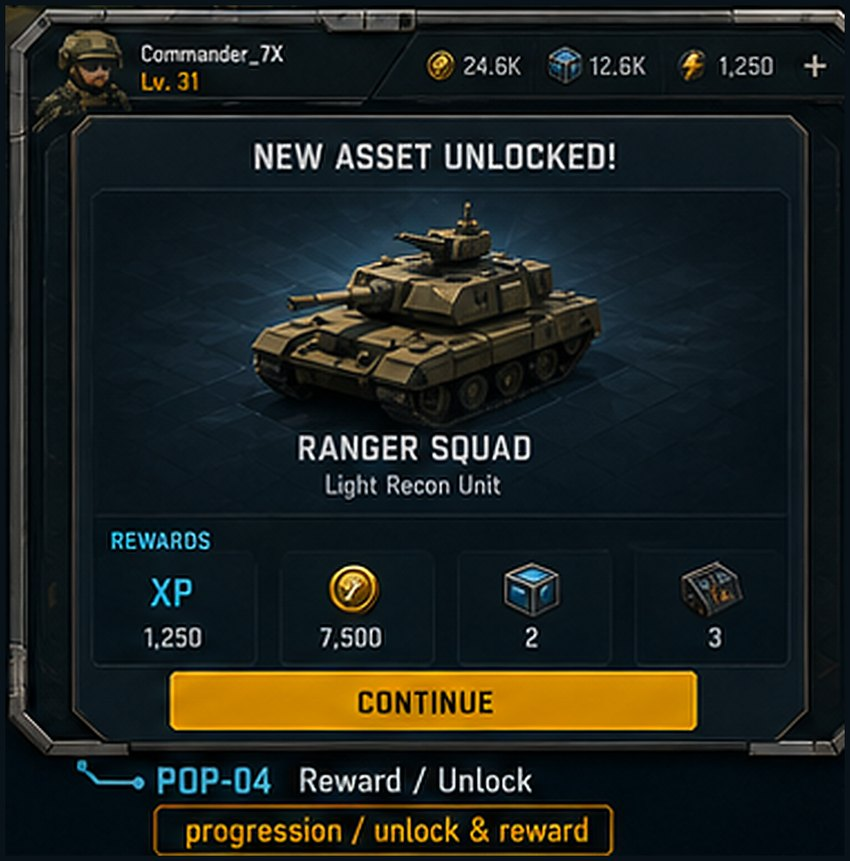 Commander_7X
Lv. 31
24.6K 12.6K 1,250 +
NEW ASSET UNLOCKED!
RANGER SQUAD
Light Recon Unit
REWARDS
XP
1,250 7,500 2 3
CONTINUE
POP-04 Reward / Unlock
progression / unlock & reward